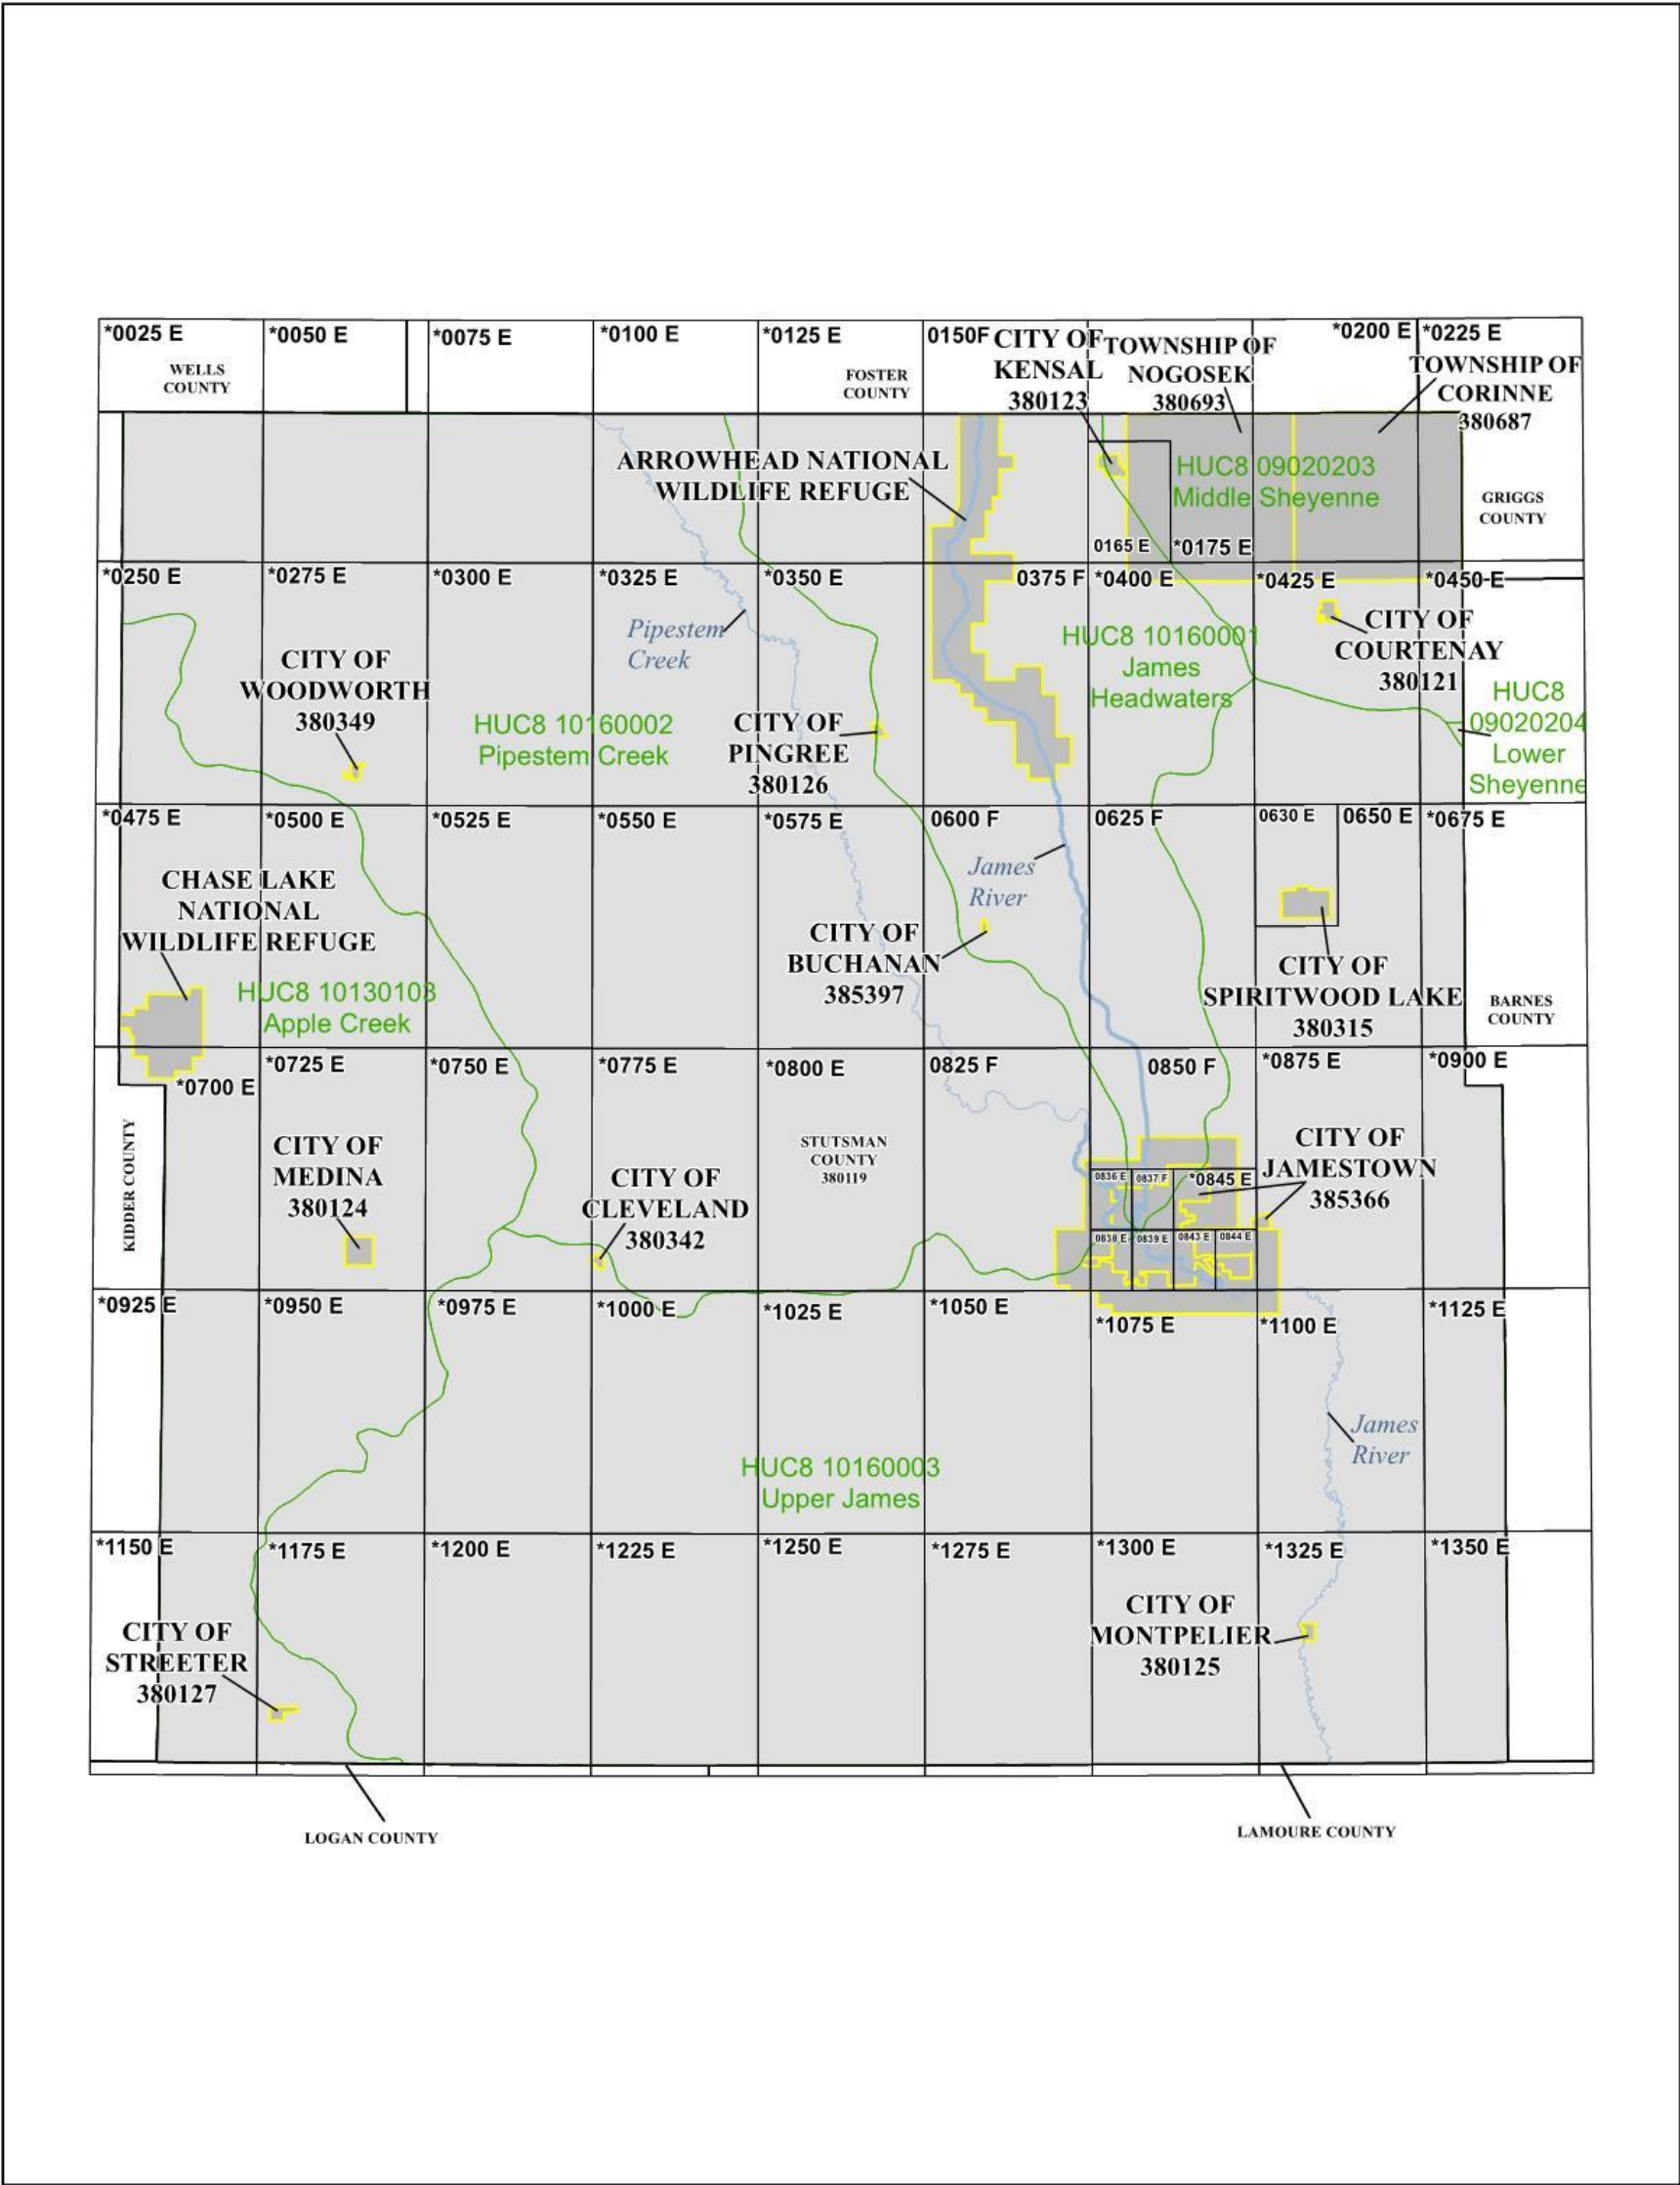 *0025 E
*0050 E
*0075 E
*0100 E
*0125 E
0150F
*0200 E
*0225 E
WELLS
COUNTY
FOSTER
COUNTY
CITY OF
KENSAL
380123
TOWNSHIP OF
NOGOSEK
380693
TOWNSHIP OF
CORINNE
380687
ARROWHEAD NATIONAL
WILDLIFE REFUGE
HUC8 09020203
Middle Sheyenne
GRIGGS
COUNTY
0165 E
*0175 E
*0250 E
*0275 E
*0300 E
*0325 E
*0350 E
0375 F
*0400 E
*0425 E
*0450 E
Pipestem
Creek
HUC8 10160001
James
Headwaters
CITY OF
COURTENAY
380121
CITY OF
WOODWORTH
380349
HUC8 10160002
Pipestem Creek
CITY OF
PINGREE
380126
HUC8
09020204
Lower
Sheyenne
*0475 E
*0500 E
*0525 E
*0550 E
*0575 E
0600 F
0625 F
0630 E
0650 E
*0675 E
CHASE LAKE
NATIONAL
WILDLIFE REFUGE
James
River
CITY OF
BUCHANAN
385397
CITY OF
SPIRITWOOD LAKE
380315
HUC8 10130103
Apple Creek
BARNES
COUNTY
*0700 E
*0725 E
*0750 E
*0775 E
*0800 E
0825 F
0850 F
*0875 E
*0900 E
KIDDER COUNTY
CITY OF
MEDINA
380124
CITY OF
CLEVELAND
380342
STUTSMAN
COUNTY
380119
CITY OF
JAMESTOWN
385366
0836 E
0837 F
*0845 E
0838 E
0839 E
0843 E
0844 E
*0925 E
*0950 E
*0975 E
*1000 E
*1025 E
*1050 E
*1075 E
*1100 E
*1125 E
James
River
HUC8 10160003
Upper James
*1150 E
*1175 E
*1200 E
*1225 E
*1250 E
*1275 E
*1300 E
*1325 E
*1350 E
CITY OF
STREETER
380127
CITY OF
MONTPELIER
380125
LOGAN COUNTY
LAMOURE COUNTY